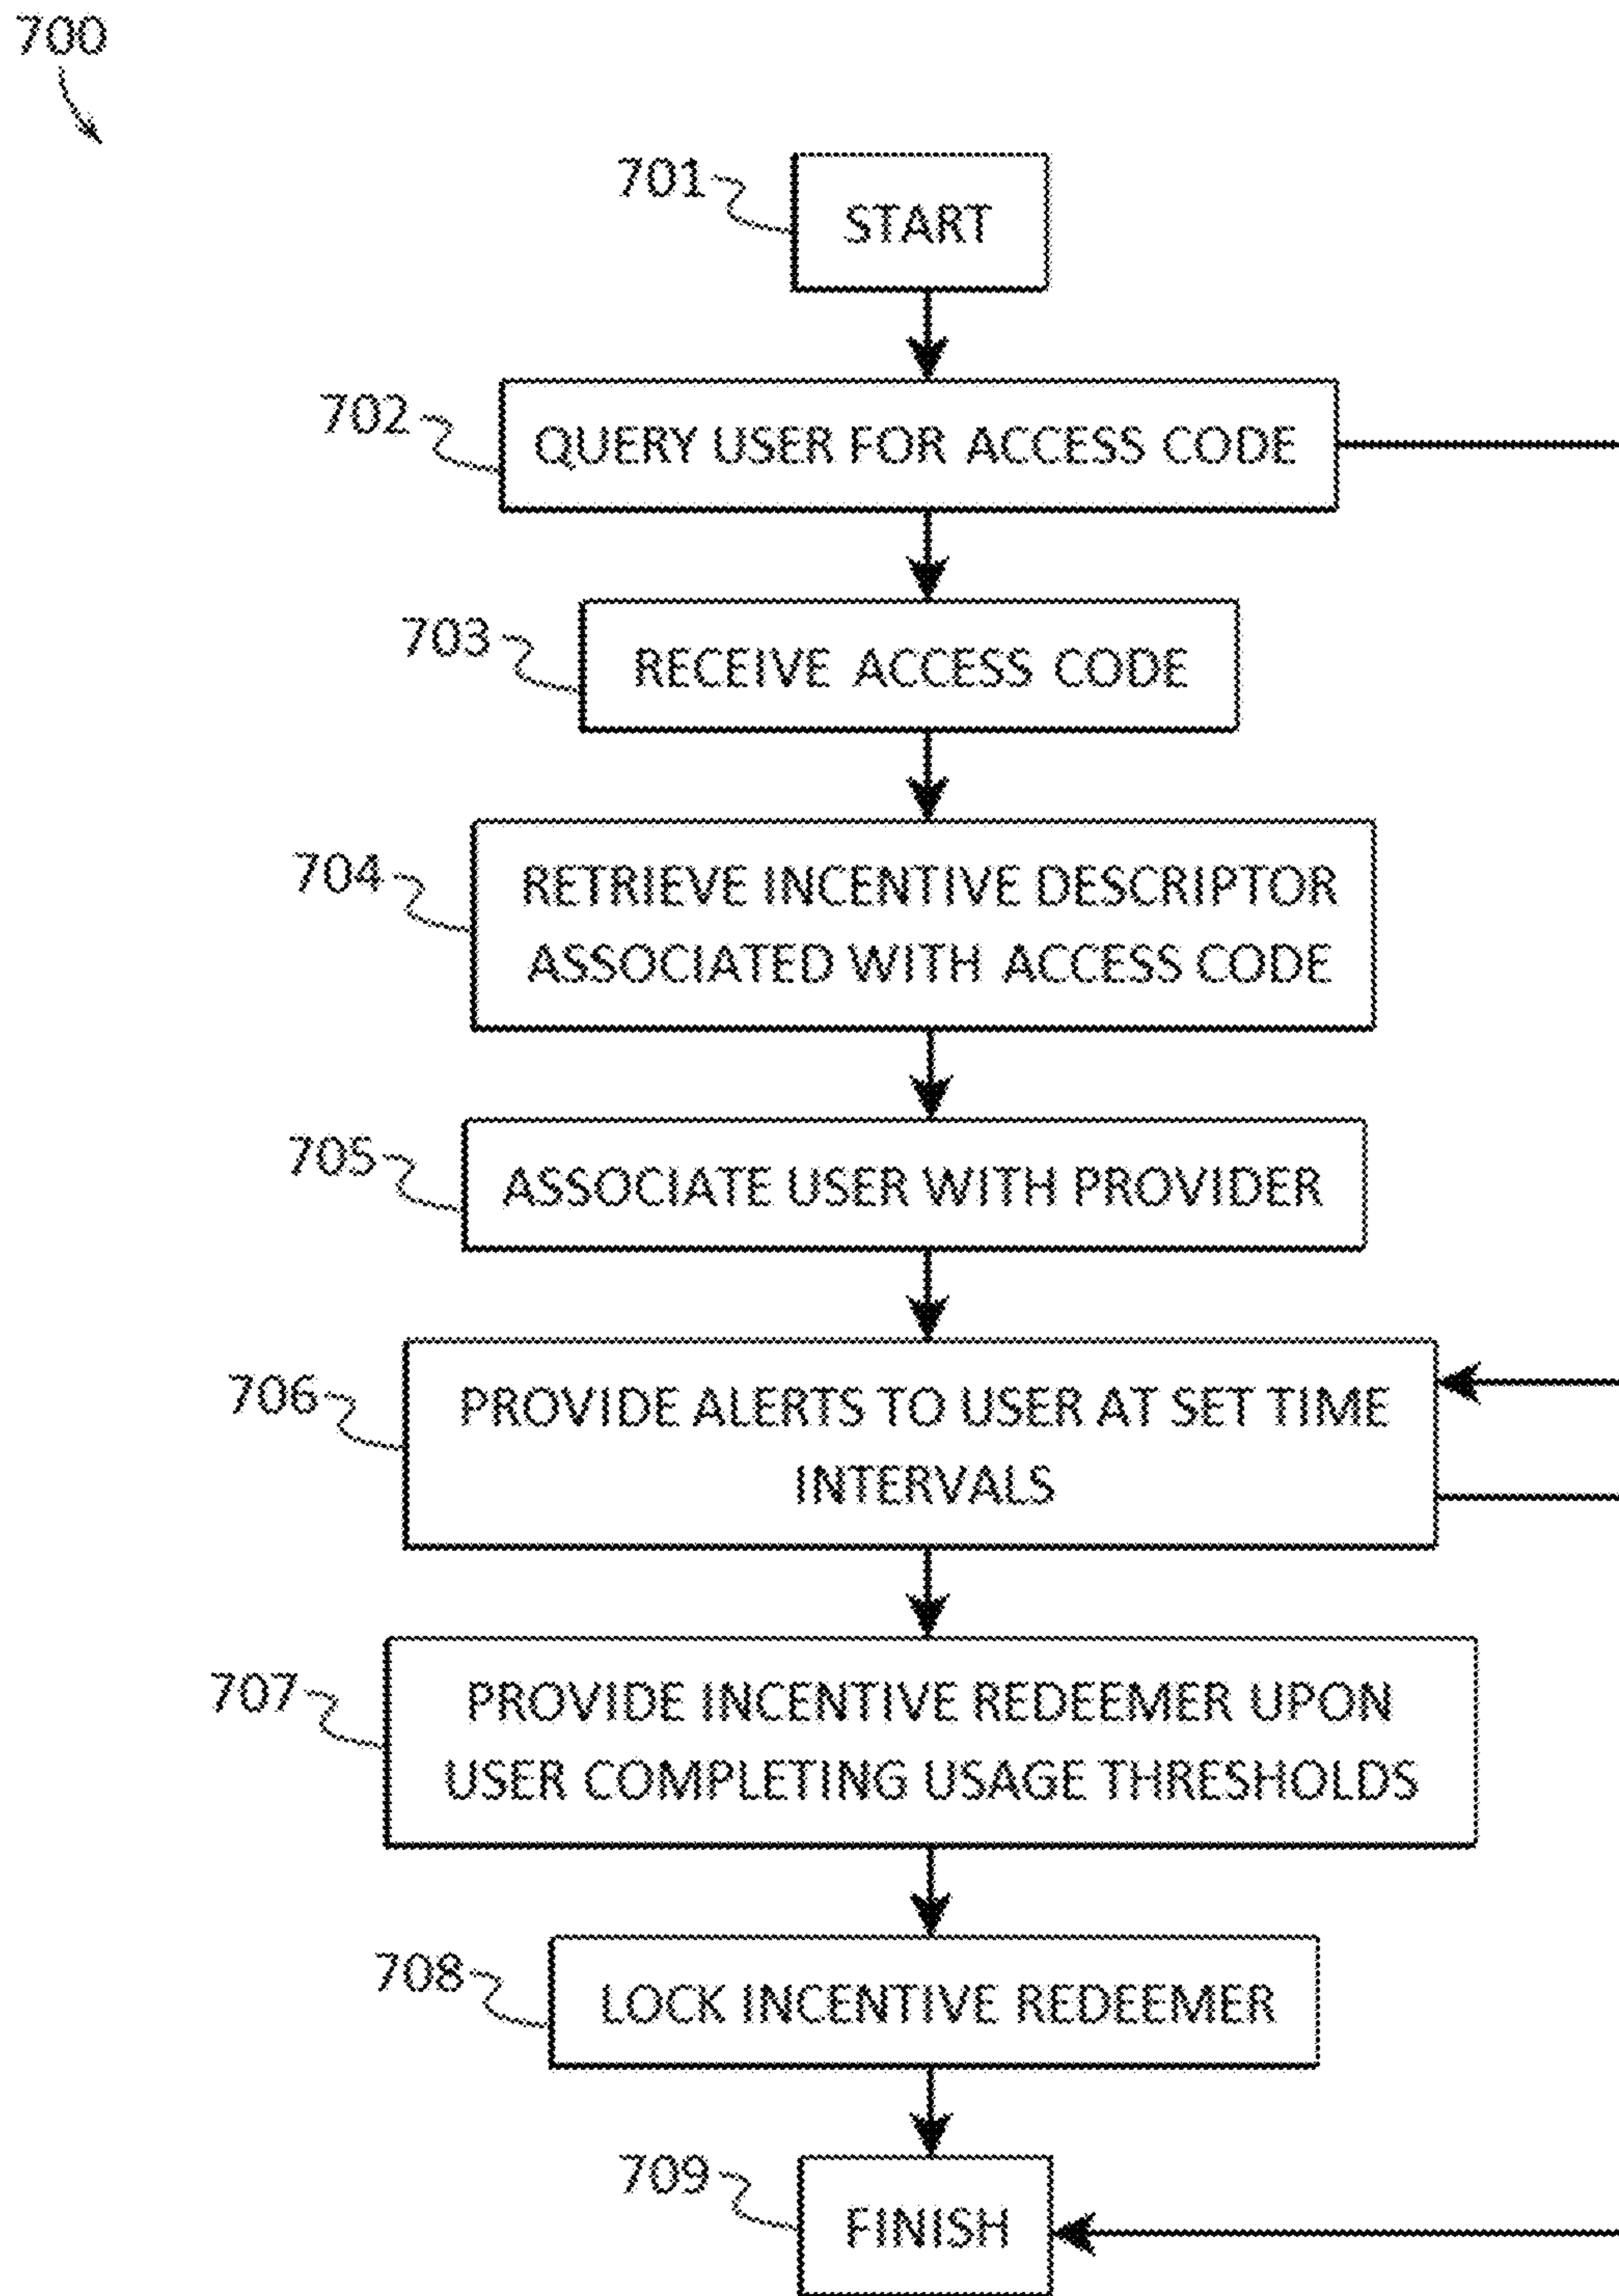 700
701
START
702
QUERY USER FOR ACCESS CODE
703
RECEIVE ACCESS CODE
704
RETRIEVE INCENTIVE DESCRIPTOR
ASSOCIATED WITH ACCESS CODE
705
ASSOCIATE USER WITH PROVIDER
706
PROVIDE ALERTS TO USER AT SET TIME
INTERVALS
707
PROVIDE INCENTIVE REDEEMER UPON
USER COMPLETING USAGE THRESHOLDS
708
LOCK INCENTIVE REDEEMER
709
FINISH